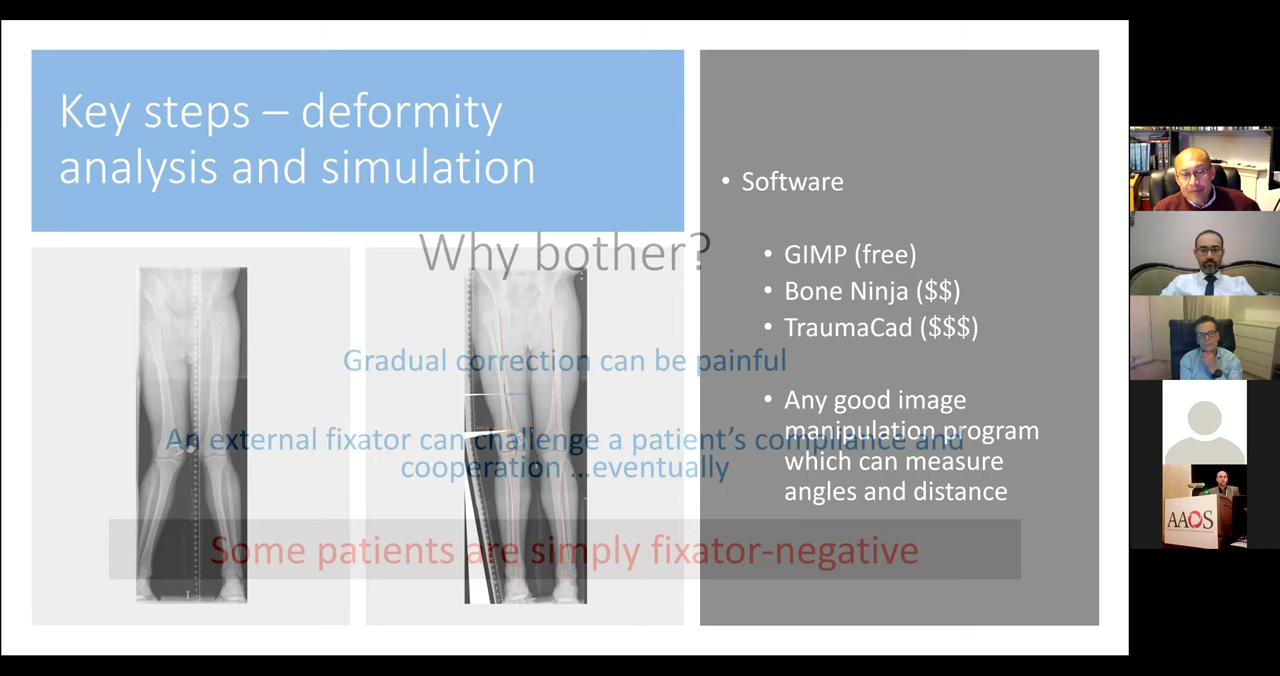 Key steps – deformity
analysis and simulation
Why bother?
Gradual correction can be painful
An external fixator can challenge a patient’s compliance and
cooperation ...eventually
Some patients are simply fixator-negative
• Software
• GIMP (free)
• Bone Ninja ($$)
• TraumaCad ($$$)
• Any good image
manipulation program
which can measure
angles and distance
AAOS